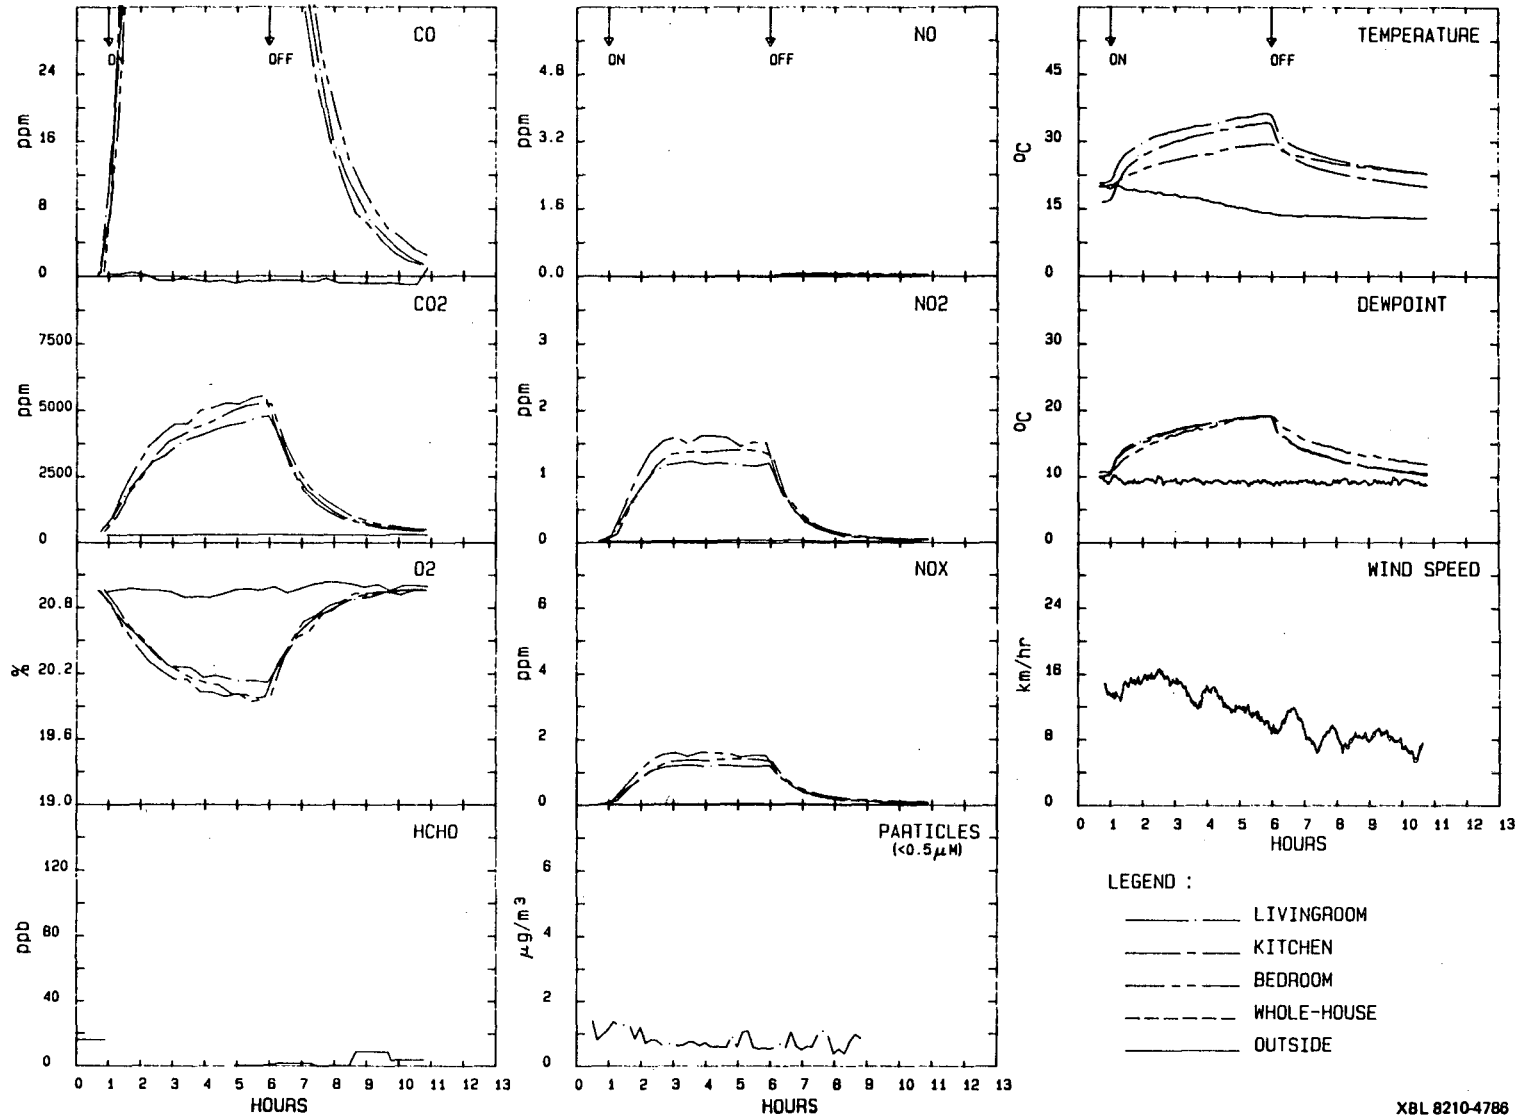 CO
ON
OFF
24
16
8
0
ppm
NO
ON
OFF
4.8
3.2
1.6
0.0
ppm
TEMPERATURE
ON
OFF
45
30
15
0
ºC
CO2
7500
5000
2500
0
ppm
NO2
3
2
1
0
ppm
DEWPOINT
30
20
10
0
ºC
O2
20.8
20.2
19.6
19.0
%
NOX
6
4
2
0
ppm
WIND SPEED
24
16
8
0
km/hr
0 1 2 3 4 5 6 7 8 9 10 11 12 13
HOURS
HCHO
120
80
40
0
ppb
0 1 2 3 4 5 6 7 8 9 10 11 12 13
HOURS
PARTICLES
(<0.5μM)
6
4
2
0
μg/m³
0 1 2 3 4 5 6 7 8 9 10 11 12 13
HOURS
LEGEND :
LIVINGROOM
KITCHEN
BEDROOM
WHOLE-HOUSE
OUTSIDE
XBL 8210-4786